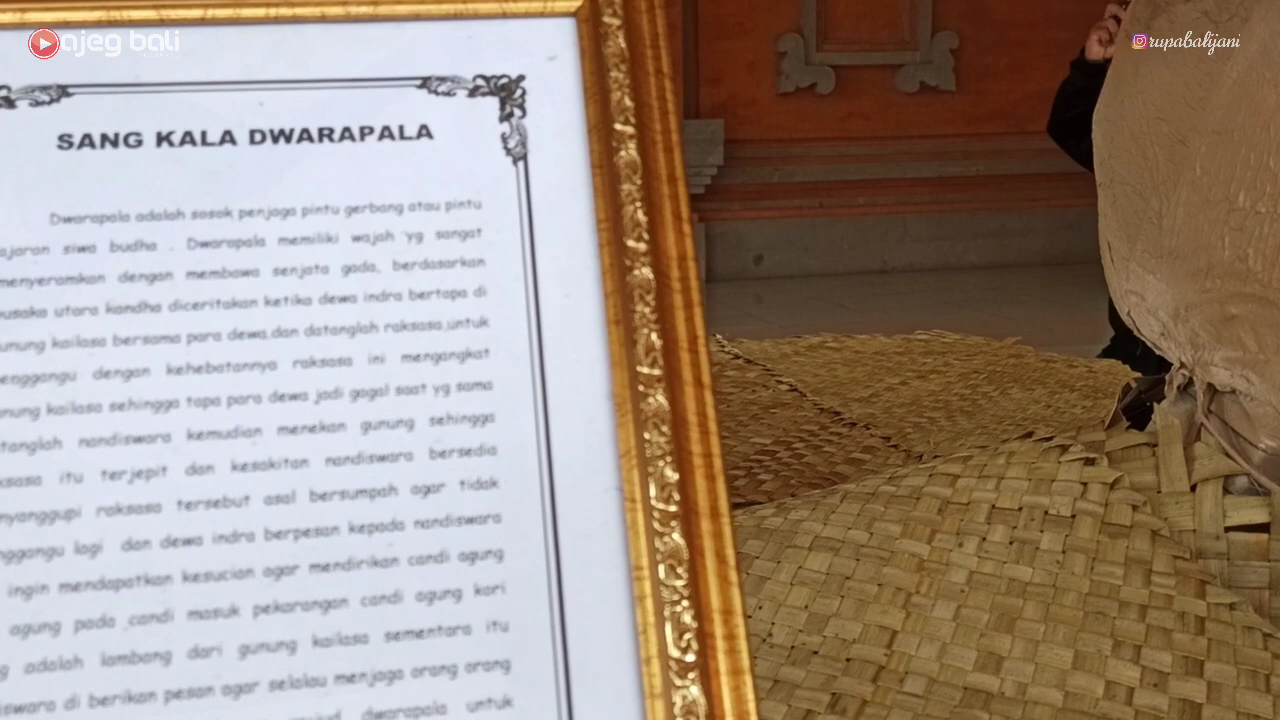 ajeg bali
rupabalijani
SANG KALA DWARAPALA
Dwarapala adalah sosok penjaga pintu gerbang atau pintu
ajaran siwa budha . Dwarapala memiliki wajah yg sangat
menyeramkan dengan membawa senjata gada, berdasarkan
pusaka utara kandha diceritakan ketika dewa indra bertapa di
gunung kailasa bersama para dewa,dan datanglah raksasa,untuk
menggangu dengan kehebatannya raksasa ini mengangkat
gunung kailasa sehingga tapa para dewa jadi gagal saat yg sama
datanglah nandiswara kemudian menekan gunung sehingga
raksasa itu terjepit dan kesakitan nandiswara bersedia
menyanggupi raksasa tersebut asal bersumpah agar tidak
menggangu lagi dan dewa indra berpesan kepada nandiswara
ingin mendapatkan kesucian agar mendirikan candi agung
agung pada candi masuk pekarangan candi agung kori
adalah lambang dari gunung kailasa sementara itu
di berikan pesan agar selalau menjaga orang orang
dwarapala untuk